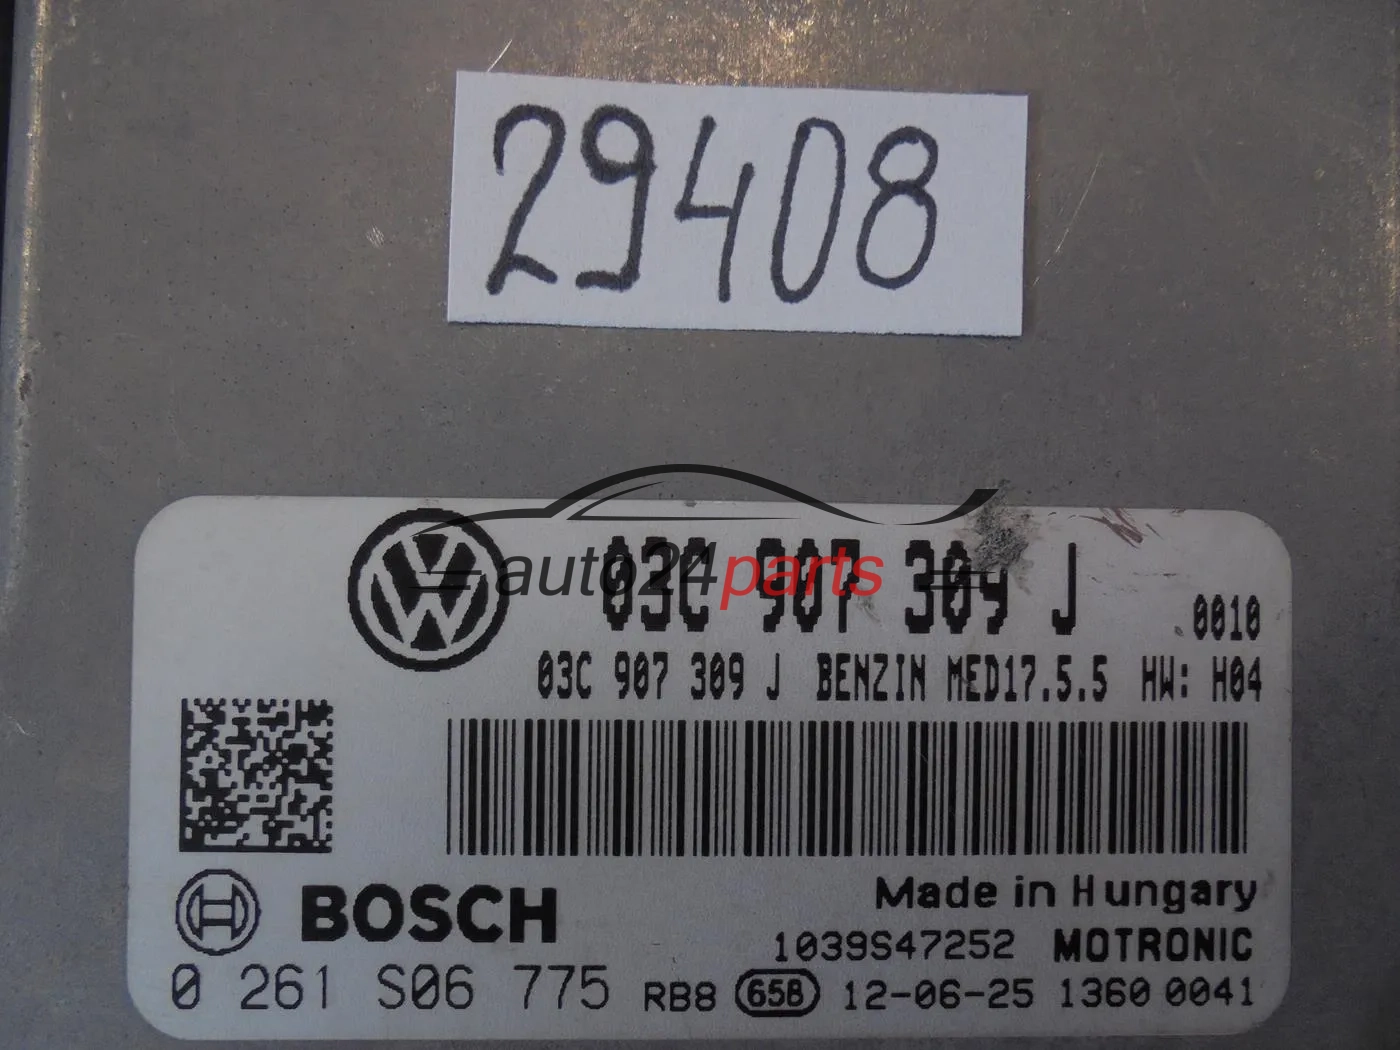 29408
auto24parts
03C 907 309 J
0010
03C 907 309 J BENZIN MED17.5.5 HW: H04
BOSCH
Made in Hungary
1039S47252 MOTRONIC
0 261 S06 775 RB8 65B 12-06-25 1360 0041